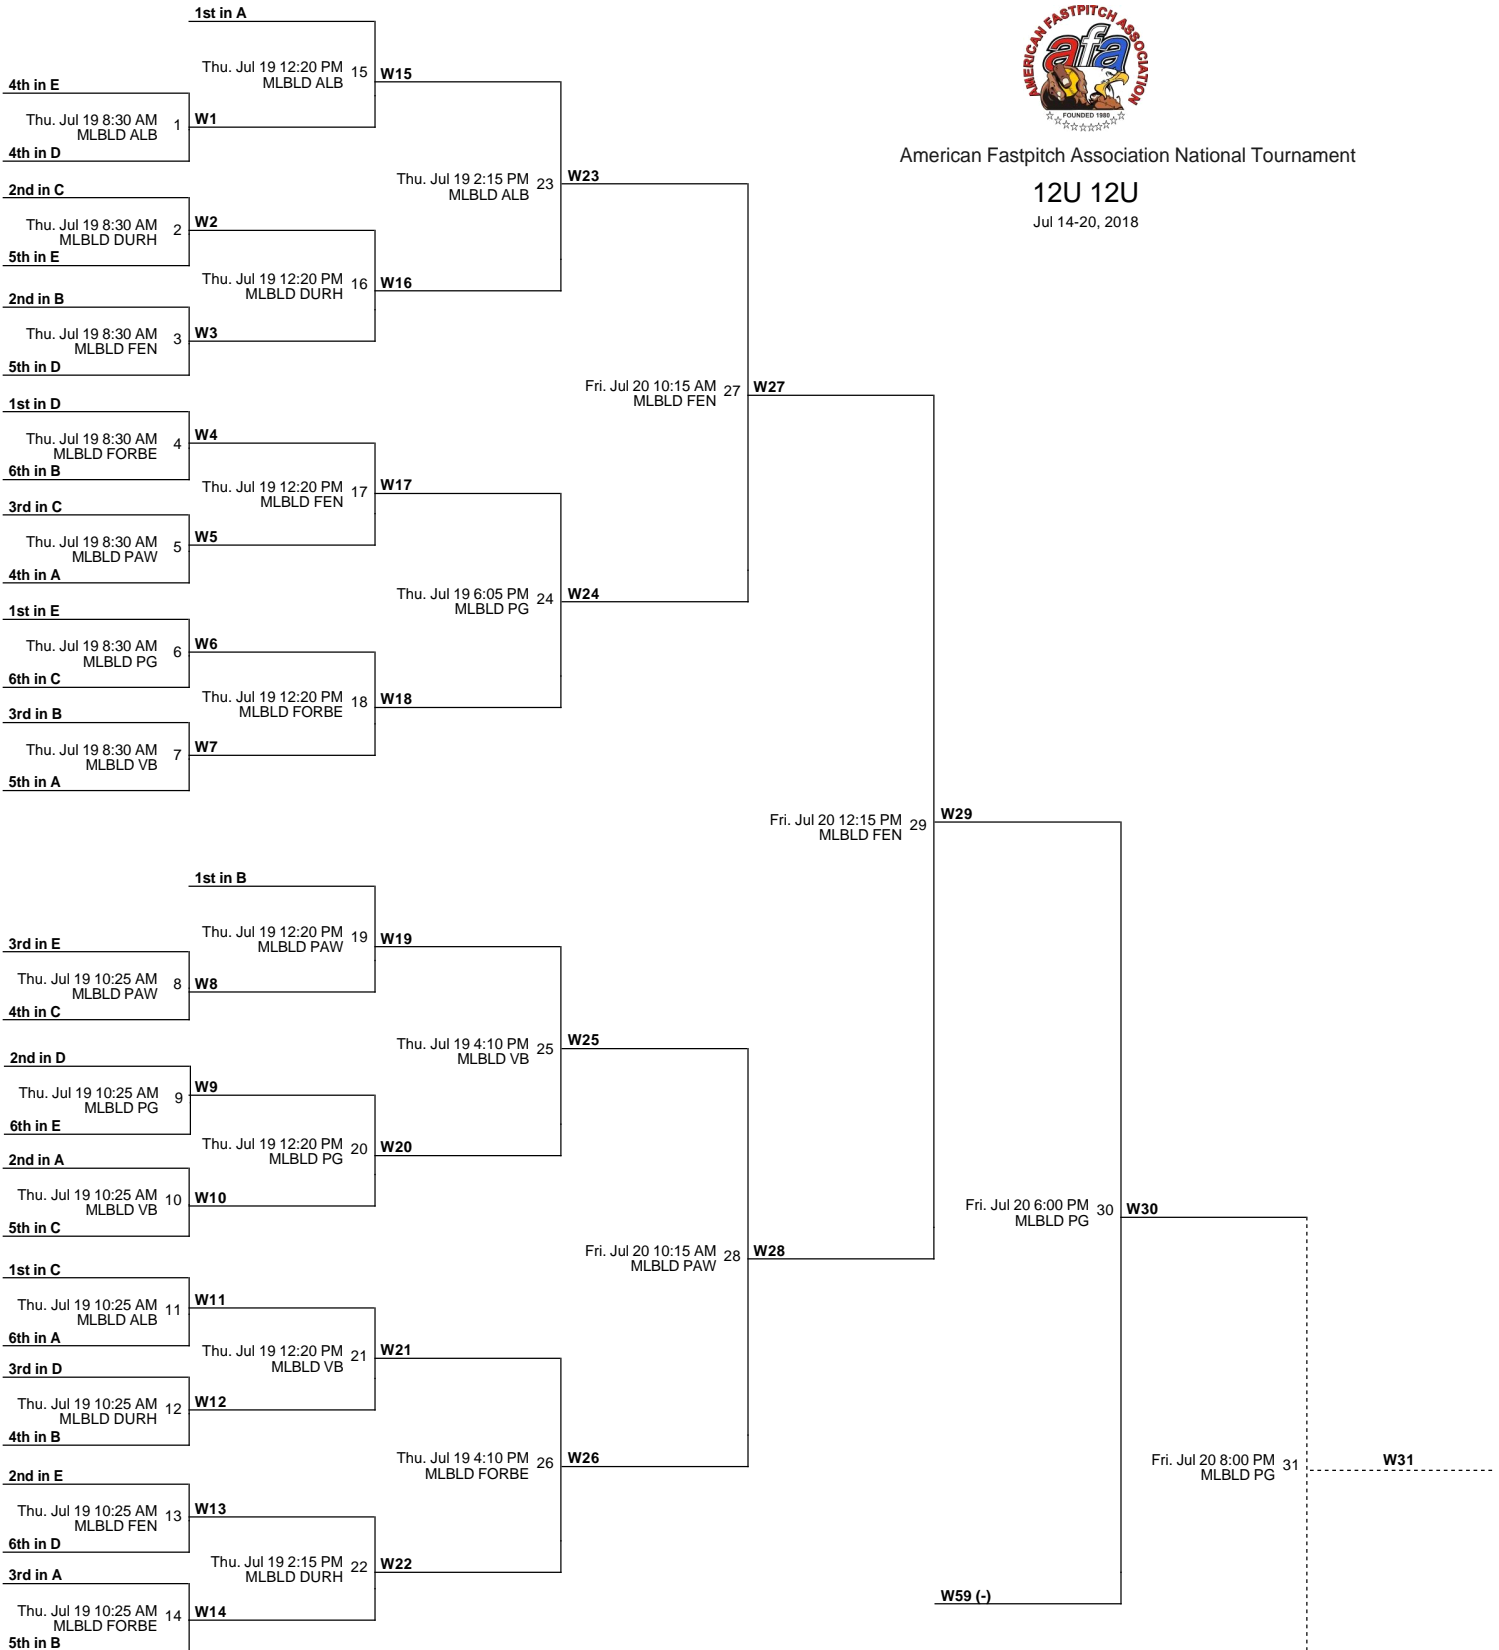 AMERICAN FASTPITCH ASSOCIATION
afa
FOUNDED 1980
American Fastpitch Association National Tournament
12U 12U
Jul 14-20, 2018
1st in A
Thu. Jul 19 12:20 PM 15 W15
MLBLD ALB
4th in E
Thu. Jul 19 8:30 AM 1 W1
MLBLD ALB
4th in D
Thu. Jul 19 2:15 PM 23 W23
MLBLD ALB
2nd in C
Thu. Jul 19 8:30 AM 2 W2
MLBLD DURH
5th in E
Thu. Jul 19 12:20 PM 16 W16
MLBLD DURH
2nd in B
Thu. Jul 19 8:30 AM 3 W3
MLBLD FEN
5th in D
Fri. Jul 20 10:15 AM 27 W27
MLBLD FEN
1st in D
Thu. Jul 19 8:30 AM 4 W4
MLBLD FORBE
6th in B
Thu. Jul 19 12:20 PM 17 W17
MLBLD FEN
3rd in C
Thu. Jul 19 8:30 AM 5 W5
MLBLD PAW
4th in A
Thu. Jul 19 6:05 PM 24 W24
MLBLD PG
1st in E
Thu. Jul 19 8:30 AM 6 W6
MLBLD PG
6th in C
Thu. Jul 19 12:20 PM 18 W18
MLBLD FORBE
3rd in B
Thu. Jul 19 8:30 AM 7 W7
MLBLD VB
5th in A
Fri. Jul 20 12:15 PM 29 W29
MLBLD FEN
1st in B
Thu. Jul 19 12:20 PM 19 W19
MLBLD PAW
3rd in E
Thu. Jul 19 10:25 AM 8 W8
MLBLD PAW
4th in C
Thu. Jul 19 4:10 PM 25 W25
MLBLD VB
2nd in D
Thu. Jul 19 10:25 AM 9 W9
MLBLD PG
6th in E
Thu. Jul 19 12:20 PM 20 W20
MLBLD PG
2nd in A
Thu. Jul 19 10:25 AM 10 W10
MLBLD VB
5th in C
Fri. Jul 20 6:00 PM 30 W30
MLBLD PG
Fri. Jul 20 10:15 AM 28 W28
MLBLD PAW
1st in C
Thu. Jul 19 10:25 AM 11 W11
MLBLD ALB
6th in A
Thu. Jul 19 12:20 PM 21 W21
MLBLD VB
3rd in D
Thu. Jul 19 10:25 AM 12 W12
MLBLD DURH
4th in B
Thu. Jul 19 4:10 PM 26 W26
MLBLD FORBE
Fri. Jul 20 8:00 PM 31 W31
MLBLD PG
2nd in E
Thu. Jul 19 10:25 AM 13 W13
MLBLD FEN
6th in D
Thu. Jul 19 2:15 PM 22 W22
MLBLD DURH
3rd in A
Thu. Jul 19 10:25 AM 14 W14
MLBLD FORBE
5th in B
W59 (-)